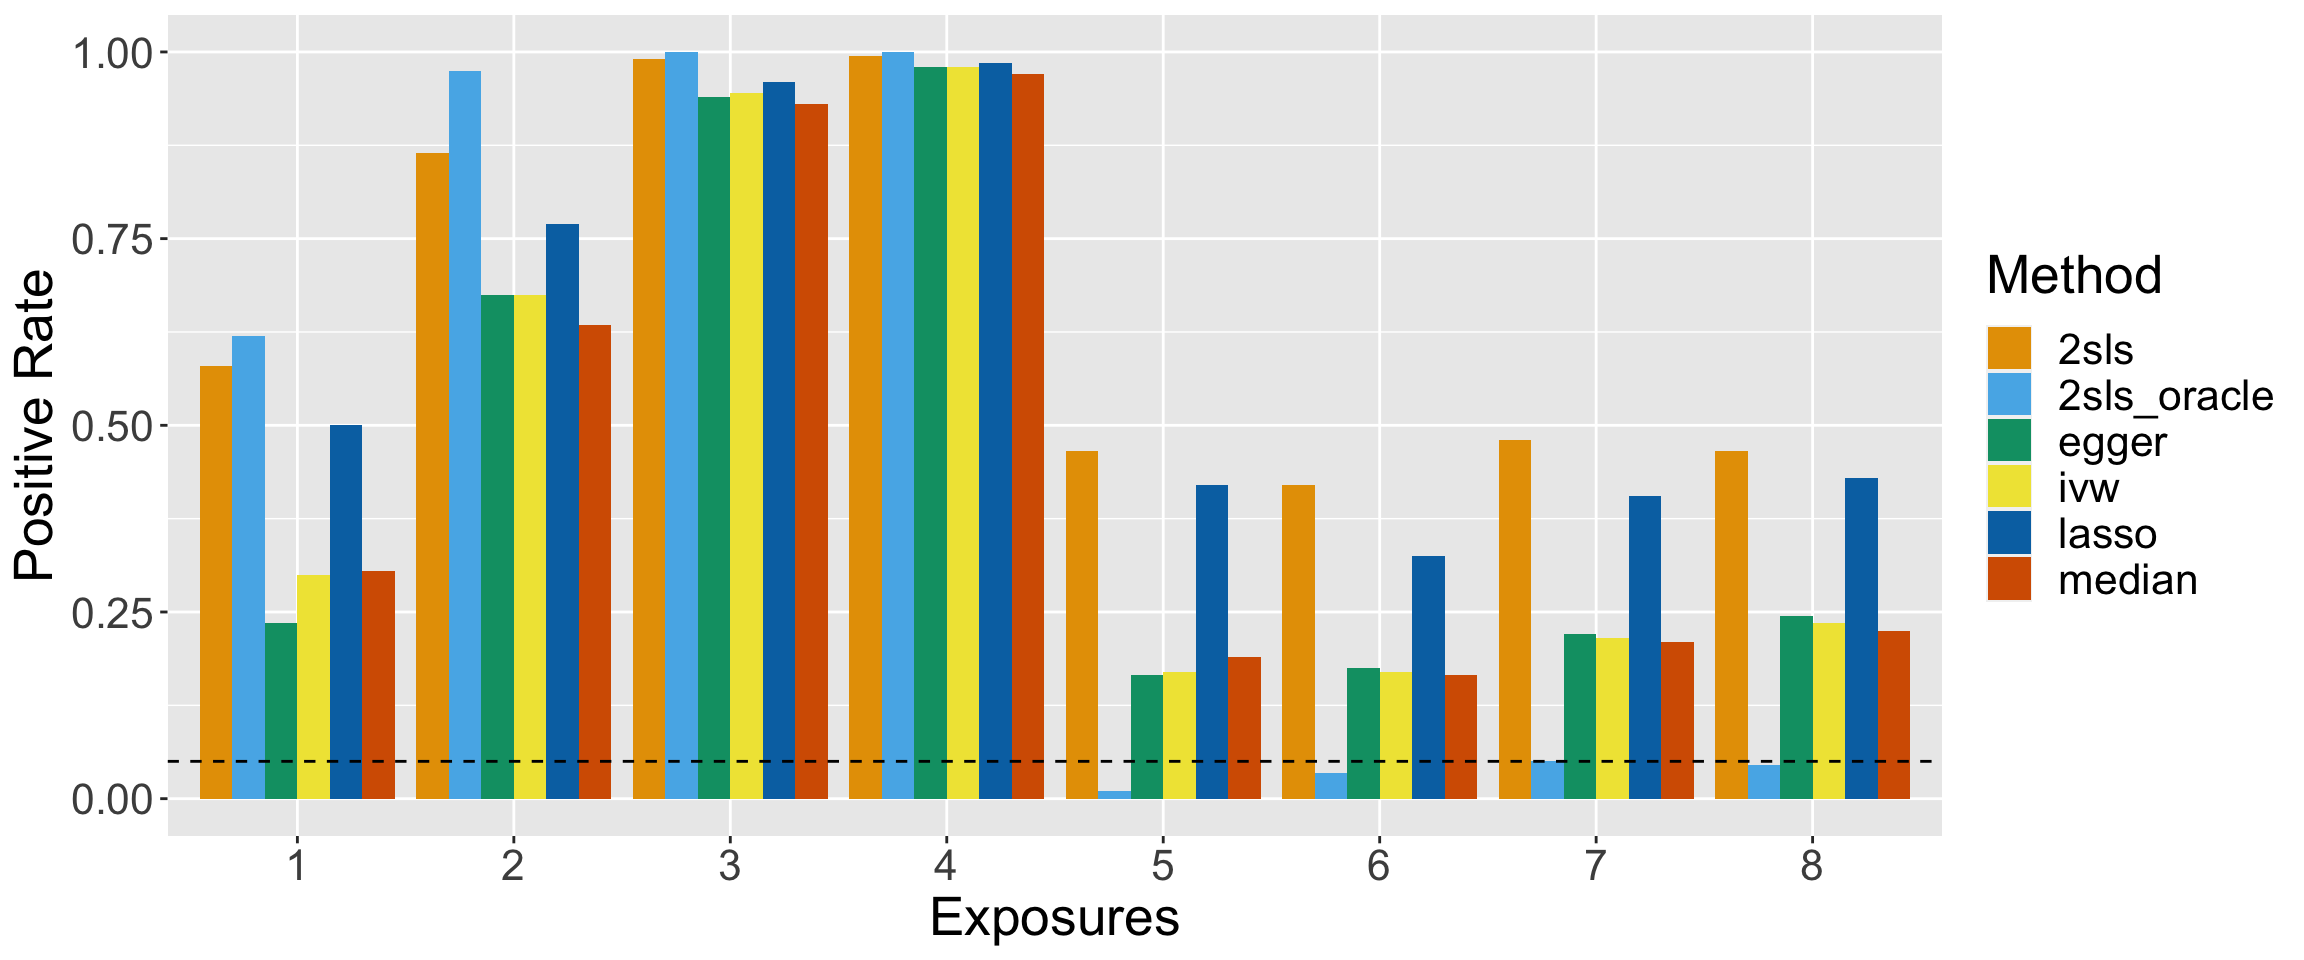 Positive Rate
1.00
0.75
0.50
0.25
0.00
1 2 3 4 5 6 7 8
Exposures
Method
2sls
2sls_oracle
egger
ivw
lasso
median